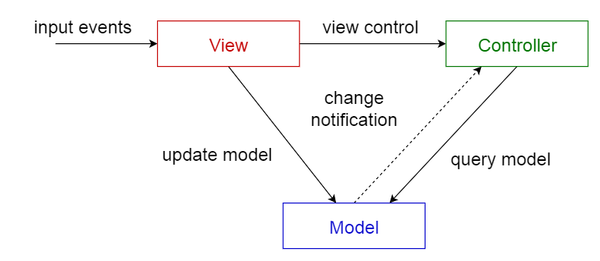 input events
View
view control
Controller
change
notification
update model
query model
Model